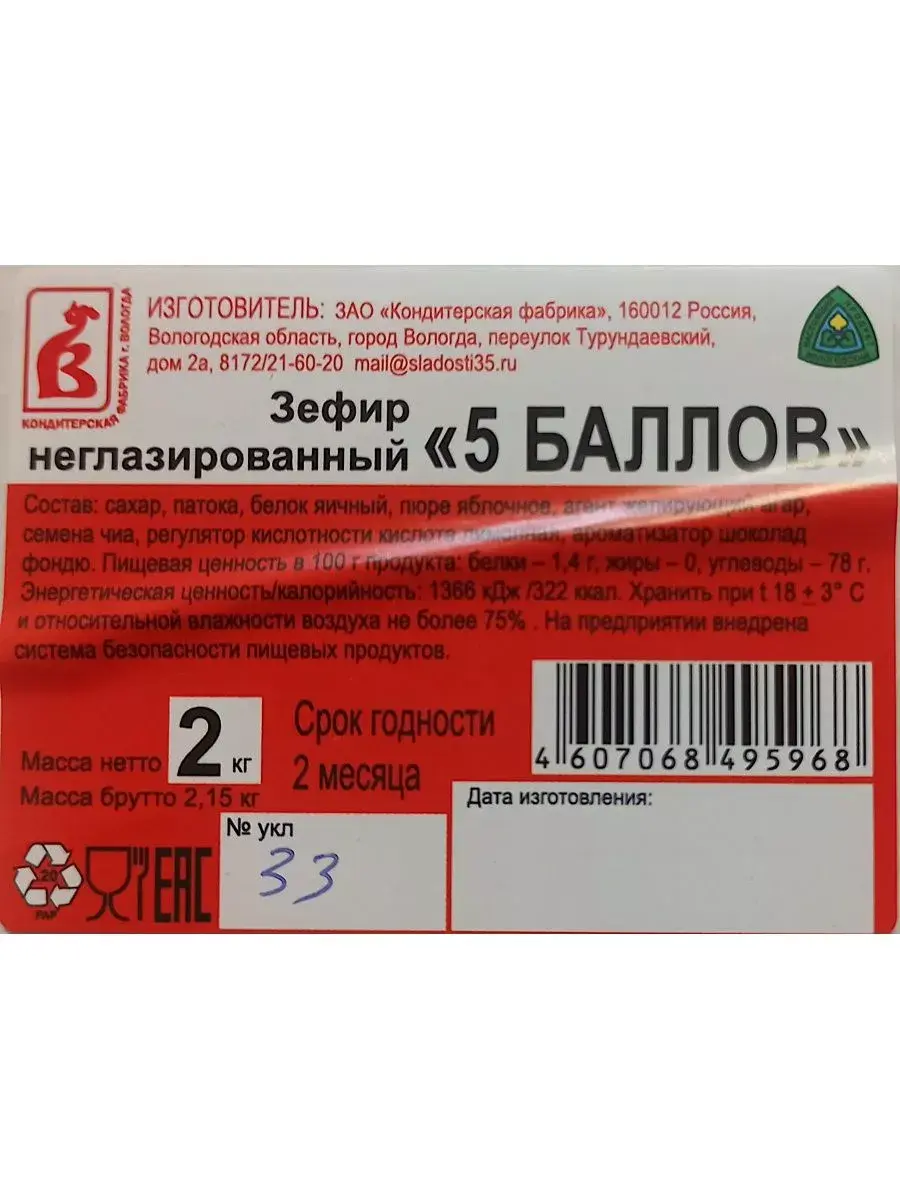 ИЗГОТОВИТЕЛЬ: ЗАО «Кондитерская фабрика», 160012 Россия,
Вологодская область, город Вологда, переулок Турундаевский,
дом 2а, 8172/21-60-20 mail@sladosti35.ru
КОНДИТЕРСКАЯ
ФАБРИКА г. ВОЛОГДА
Зефир
неглазированный «5 БАЛЛОВ»
Состав: сахар, патока, белок яичный, пюре яблочное, агент желирующий агар,
семена чиа, регулятор кислотности кислота лимонная, ароматизатор шоколад
фондю. Пищевая ценность в 100 г продукта: белки – 1,4 г, жиры – 0, углеводы – 78 г.
Энергетическая ценность/калорийность: 1366 кДж /322 ккал. Хранить при t 18 ± 3° С
и относительной влажности воздуха не более 75% . На предприятии внедрена
система безопасности пищевых продуктов.
Масса нетто 2 кг
Масса брутто 2,15 кг
Срок годности
2 месяца
4 607068 495968
№ укл
33
Дата изготовления:
20
PAP
EAC